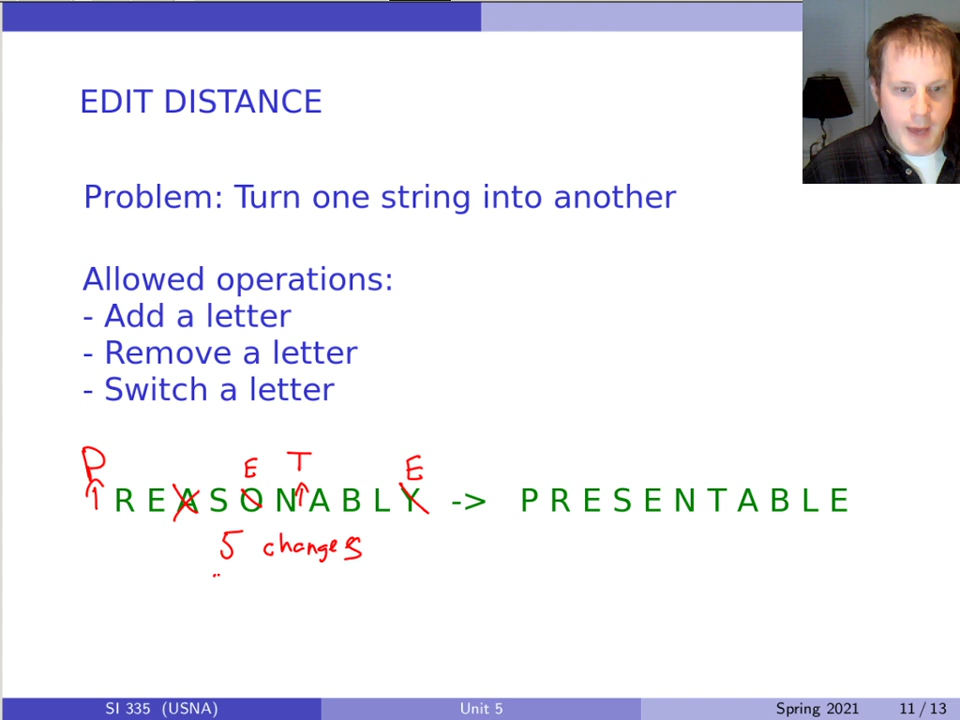 EDIT DISTANCE
Problem: Turn one string into another
Allowed operations:
- Add a letter
- Remove a letter
- Switch a letter
P E T E
R E A S O N A B L Y -> P R E S E N T A B L E
5 changes
SI 335 (USNA) Unit 5 Spring 2021 11 / 13